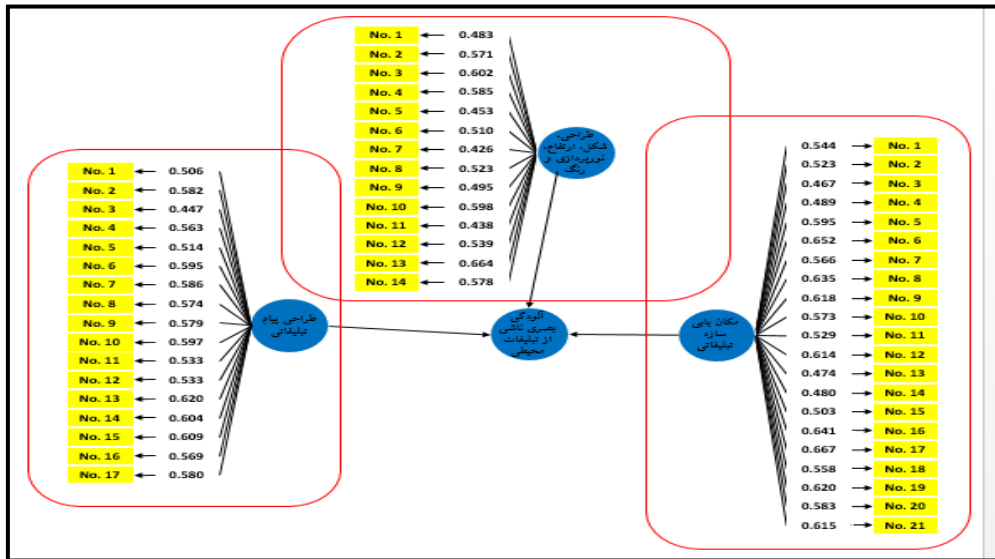 No. 1 0.483
No. 2 0.571
No. 3 0.602
No. 4 0.585
No. 5 0.453
No. 6 0.510
No. 7 0.426
No. 8 0.523
No. 9 0.495
No. 10 0.598
No. 11 0.438
No. 12 0.539
No. 13 0.664
No. 14 0.578
طراحی،
شکل، ارتفاع،
نورپردازی و
رنگ
No. 1 0.506
No. 2 0.582
No. 3 0.447
No. 4 0.563
No. 5 0.514
No. 6 0.595
No. 7 0.586
No. 8 0.574
No. 9 0.579
No. 10 0.597
No. 11 0.533
No. 12 0.533
No. 13 0.620
No. 14 0.604
No. 15 0.609
No. 16 0.569
No. 17 0.580
طراحی پیام
تبلیغاتی
آلودگی
بصری ناشی
از تبلیغات
محیطی
مکان یابی
سازه
تبلیغاتی
0.544 No. 1
0.523 No. 2
0.467 No. 3
0.489 No. 4
0.595 No. 5
0.652 No. 6
0.566 No. 7
0.635 No. 8
0.618 No. 9
0.573 No. 10
0.529 No. 11
0.614 No. 12
0.474 No. 13
0.480 No. 14
0.503 No. 15
0.641 No. 16
0.667 No. 17
0.558 No. 18
0.620 No. 19
0.583 No. 20
0.615 No. 21